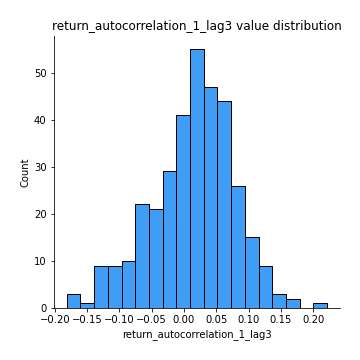 return_autocorrelation_1_lag3 value distribution
50
40
30
20
10
0
Count
−0.20 −0.15 −0.10 −0.05 0.00 0.05 0.10 0.15 0.20
return_autocorrelation_1_lag3